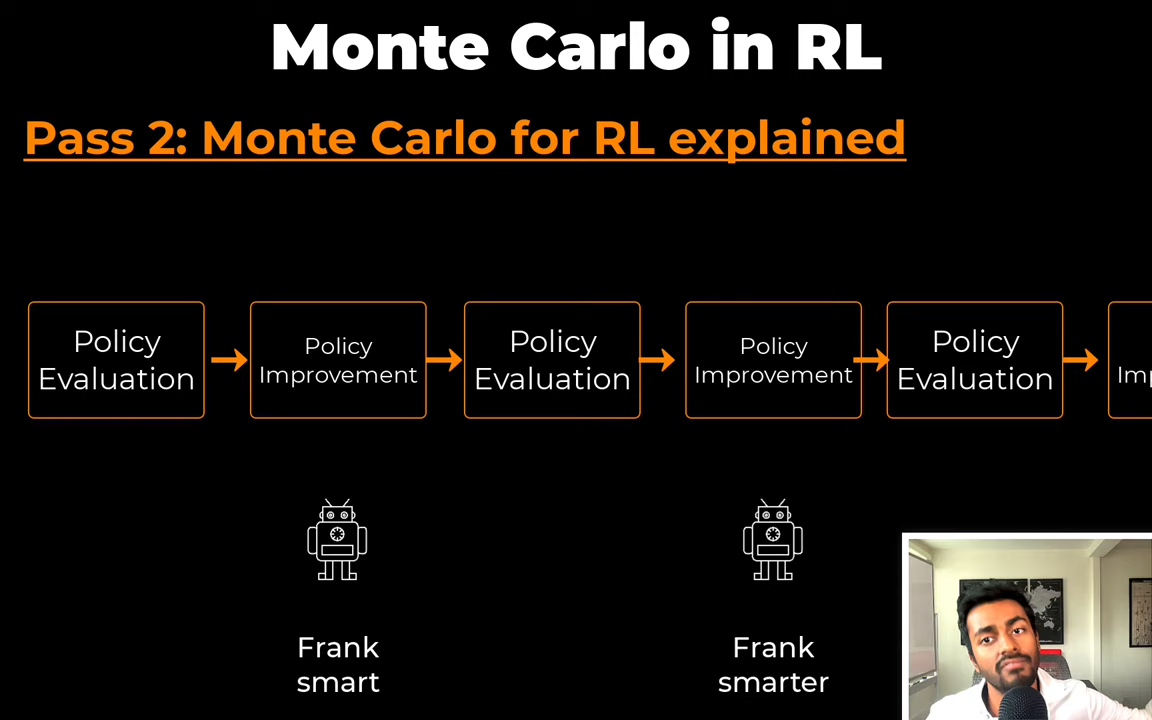 Monte Carlo in RL
Pass 2: Monte Carlo for RL explained
Policy
Evaluation
Policy
Improvement
Policy
Evaluation
Policy
Improvement
Policy
Evaluation
Imp
Frank
smart
Frank
smarter